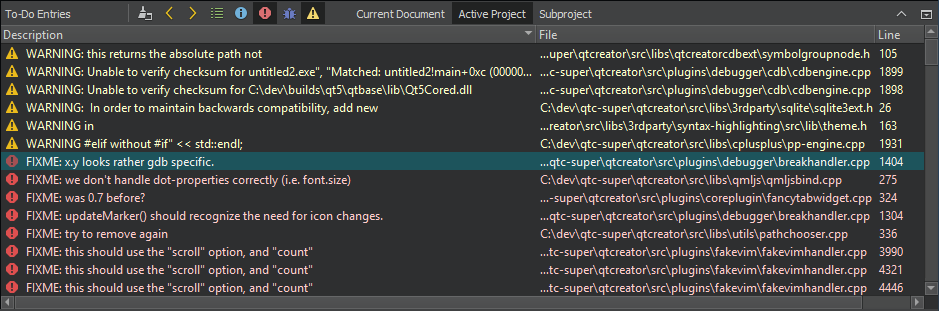 To-Do Entries Current Document Active Project Subproject
Description File Line
WARNING: this returns the absolute path not ...uper\qtcreator\src\libs\qtcreatorcdbext\symbolgroupnode.h 105
WARNING: Unable to verify checksum for untitled2.exe", "Matched: untitled2!main+0xc (00000... ...c-super\qtcreator\src\plugins\debugger\cdb\cdbengine.cpp 1899
WARNING: Unable to verify checksum for C:\dev\builds\qt5\qtbase\lib\Qt5Cored.dll ...c-super\qtcreator\src\plugins\debugger\cdb\cdbengine.cpp 1898
WARNING:  In order to maintain backwards compatibility, add new C:\dev\qtc-super\qtcreator\src\libs\3rdparty\sqlite\sqlite3ext.h 26
WARNING in ...reator\src\libs\3rdparty\syntax-highlighting\src\lib\theme.h 163
WARNING #elif without #if" << std::endl; C:\dev\qtc-super\qtcreator\src\libs\cplusplus\pp-engine.cpp 1931
FIXME: x.y looks rather gdb specific. ...qtc-super\qtcreator\src\plugins\debugger\breakhandler.cpp 1404
FIXME: we don't handle dot-properties correctly (i.e. font.size) C:\dev\qtc-super\qtcreator\src\libs\qmljs\qmljsbind.cpp 275
FIXME: was 0.7 before? ...-super\qtcreator\src\plugins\coreplugin\fancytabwidget.cpp 324
FIXME: updateMarker() should recognize the need for icon changes. ...qtc-super\qtcreator\src\plugins\debugger\breakhandler.cpp 1304
FIXME: try to remove again C:\dev\qtc-super\qtcreator\src\libs\utils\pathchooser.cpp 336
FIXME: this should use the "scroll" option, and "count" ...tc-super\qtcreator\src\plugins\fakevim\fakevimhandler.cpp 3990
FIXME: this should use the "scroll" option, and "count" ...tc-super\qtcreator\src\plugins\fakevim\fakevimhandler.cpp 4321
FIXME: this should use the "scroll" option, and "count" ...tc-super\qtcreator\src\plugins\fakevim\fakevimhandler.cpp 4446